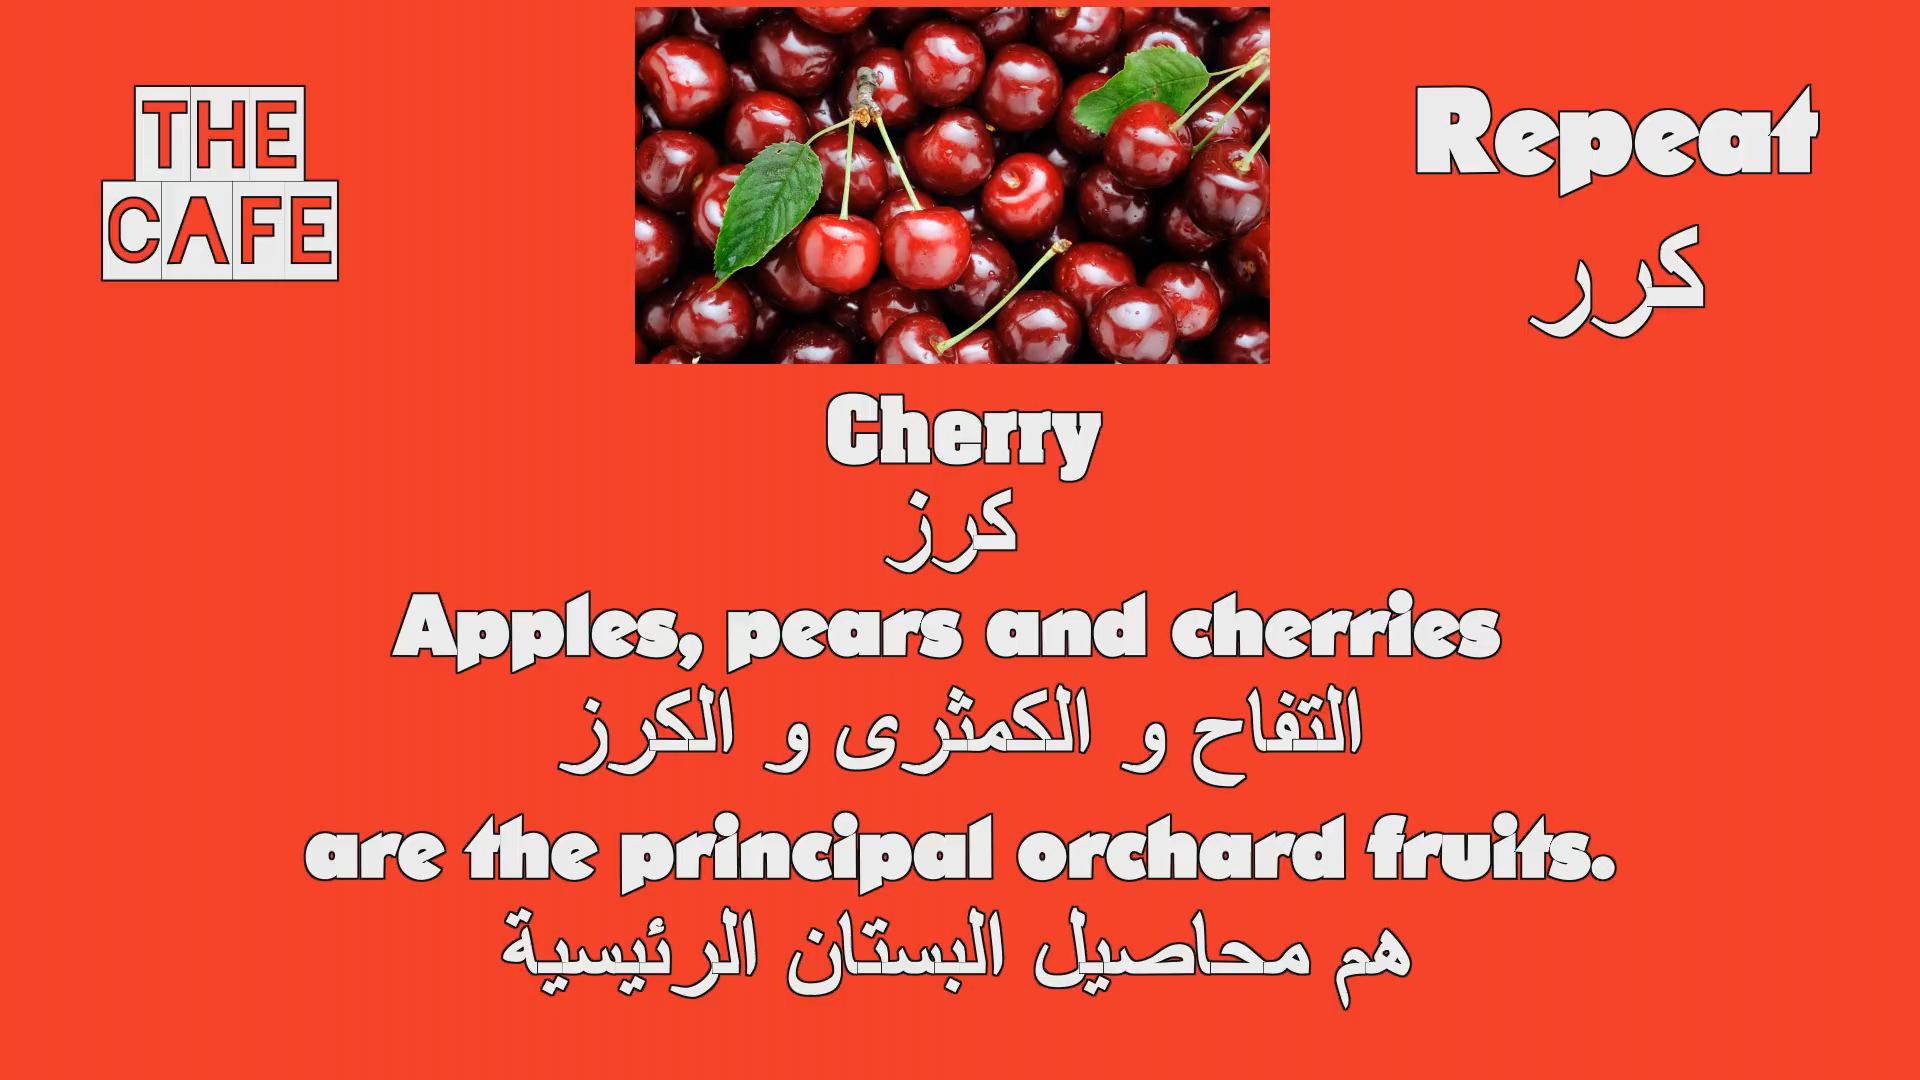 THE
CAFE
Repeat
كرر
Cherry
كرز
Apples, pears and cherries
التفاح و الكمثرى و الكرز
are the principal orchard fruits.
هم محاصيل البستان الرئيسية